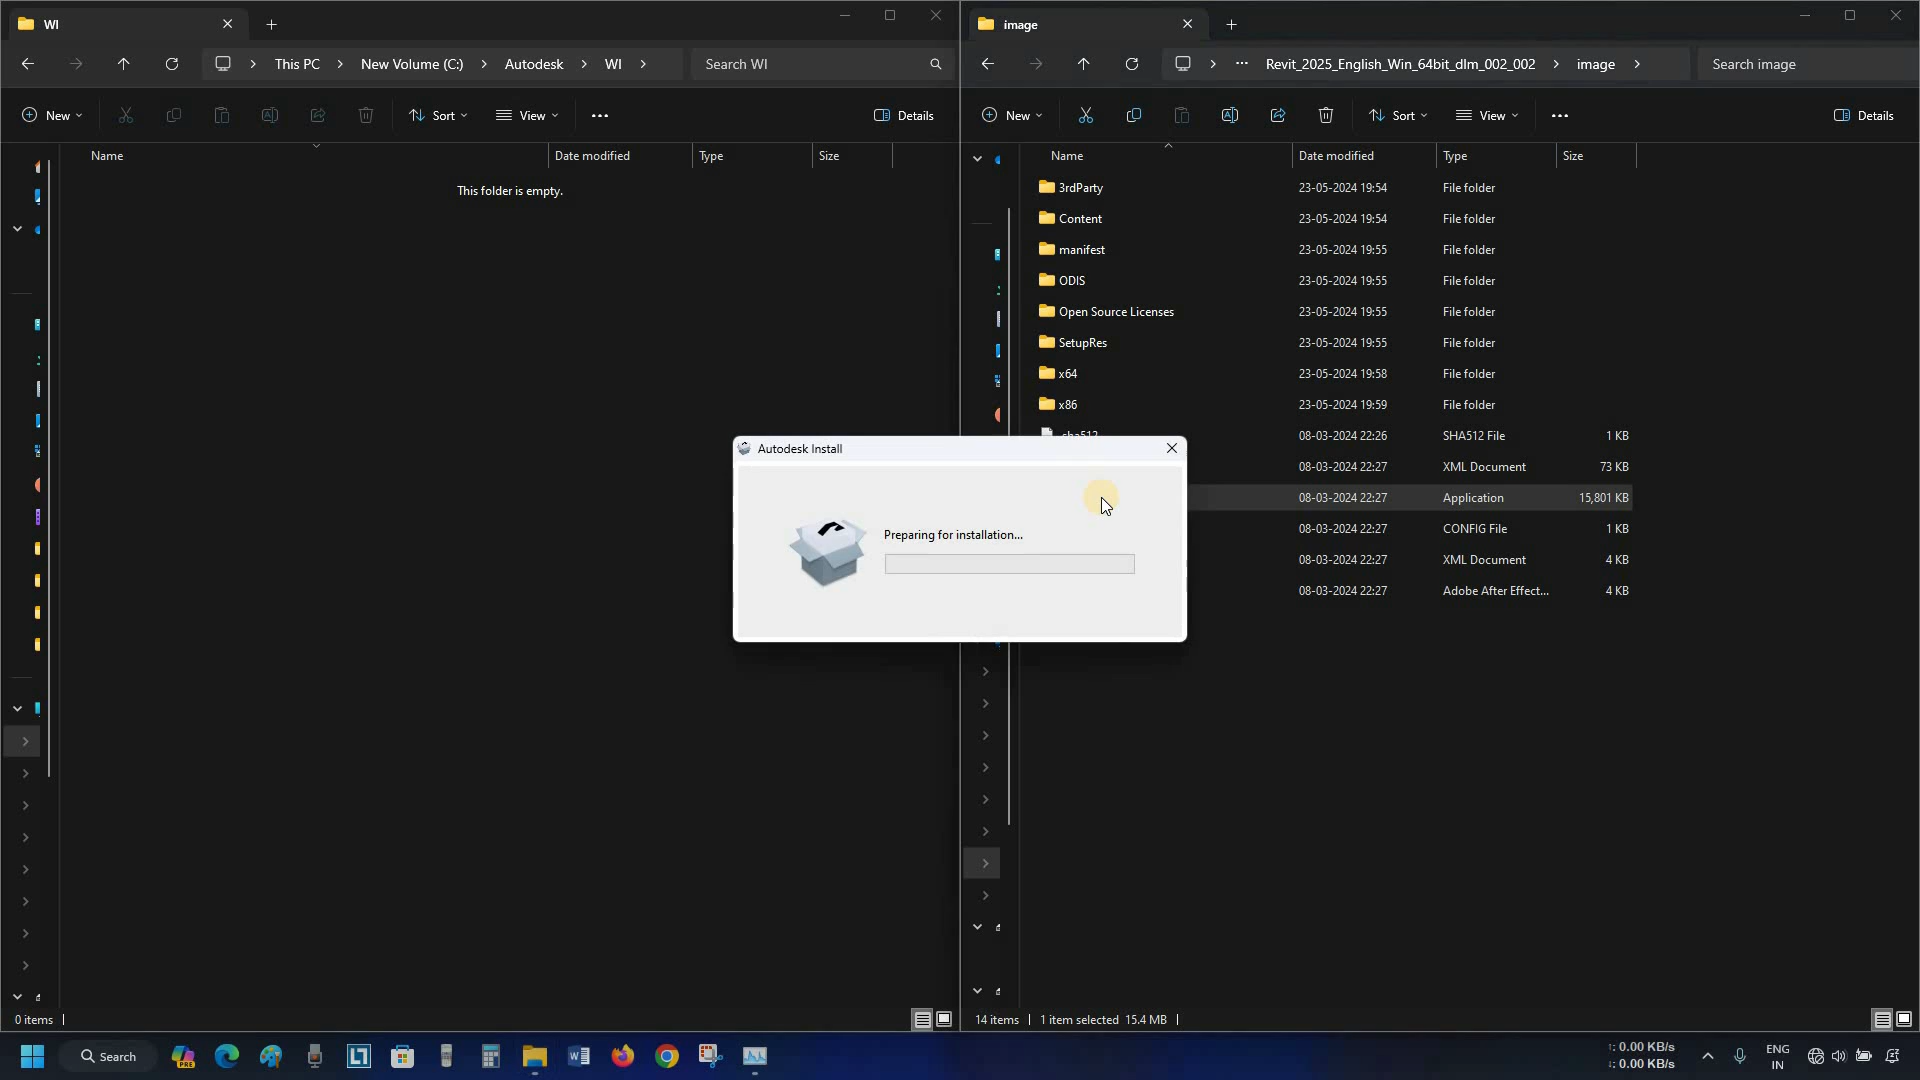 WI
This PC
New Volume (C:)
Autodesk
WI
Search WI
New
Sort
View
Details
Name
Date modified
Type
Size
This folder is empty.
0 items
image
Revit_2025_English_Win_64bit_dlm_002_002
image
Search image
New
Sort
View
Details
Name
Date modified
Type
Size
3rdParty 23-05-2024 19:54 File folder
Content 23-05-2024 19:54 File folder
manifest 23-05-2024 19:55 File folder
ODIS 23-05-2024 19:55 File folder
Open Source Licenses 23-05-2024 19:55 File folder
SetupRes 23-05-2024 19:55 File folder
x64 23-05-2024 19:58 File folder
x86 23-05-2024 19:59 File folder
08-03-2024 22:26 SHA512 File 1 KB
08-03-2024 22:27 XML Document 73 KB
08-03-2024 22:27 Application 15,801 KB
08-03-2024 22:27 CONFIG File 1 KB
08-03-2024 22:27 XML Document 4 KB
08-03-2024 22:27 Adobe After Effect... 4 KB
14 items 1 item selected 15.4 MB
Autodesk Install
Preparing for installation...
Search
PRE
↑: 0.00 KB/s
↓: 0.00 KB/s
ENG
IN